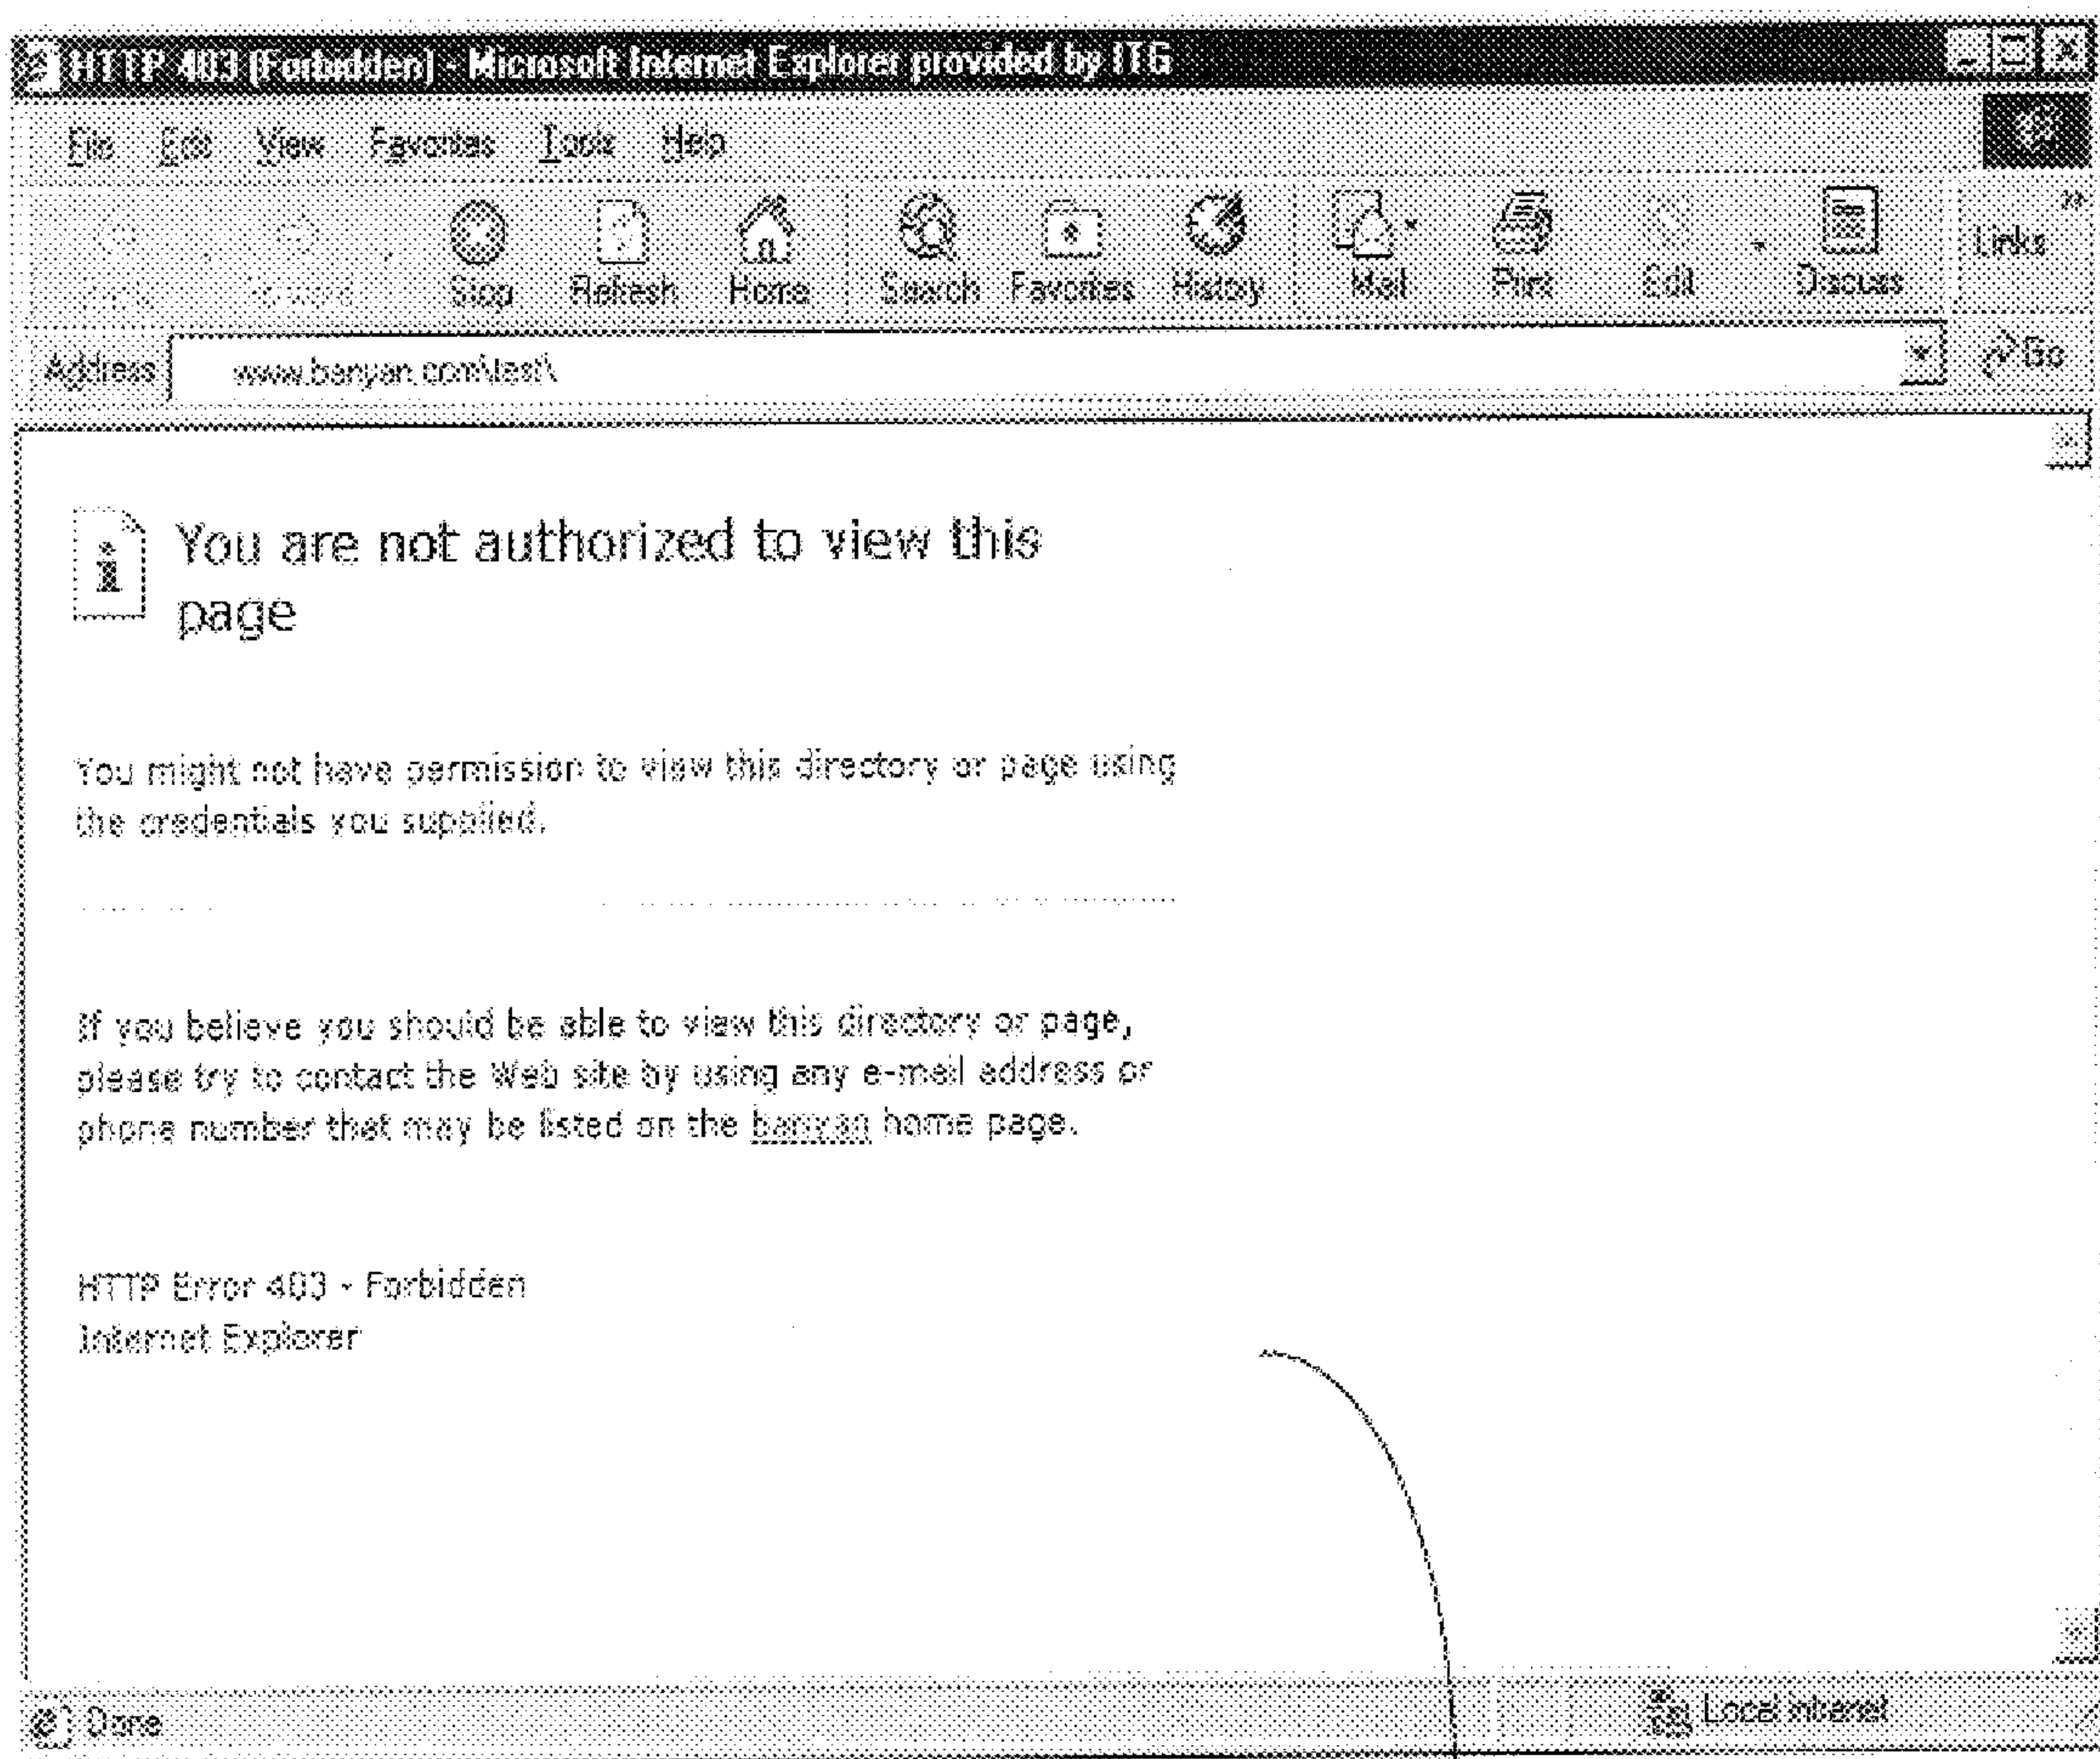 HTTP 403 (Forbidden) - Microsoft Internet Explorer provided by ITG
File Edit View Favorites Tools Help
Stop Refresh Home Search Favorites History Mail Print Edit Discuss Links
Address www.banyan.com\test\ Go
You are not authorized to view this
page
You might not have permission to view this directory or page using
the credentials you supplied.
If you believe you should be able to view this directory or page,
please try to contact the Web site by using any e-mail address or
phone number that may be listed on the banyan home page.
HTTP Error 403 - Forbidden
Internet Explorer
Done Local intranet